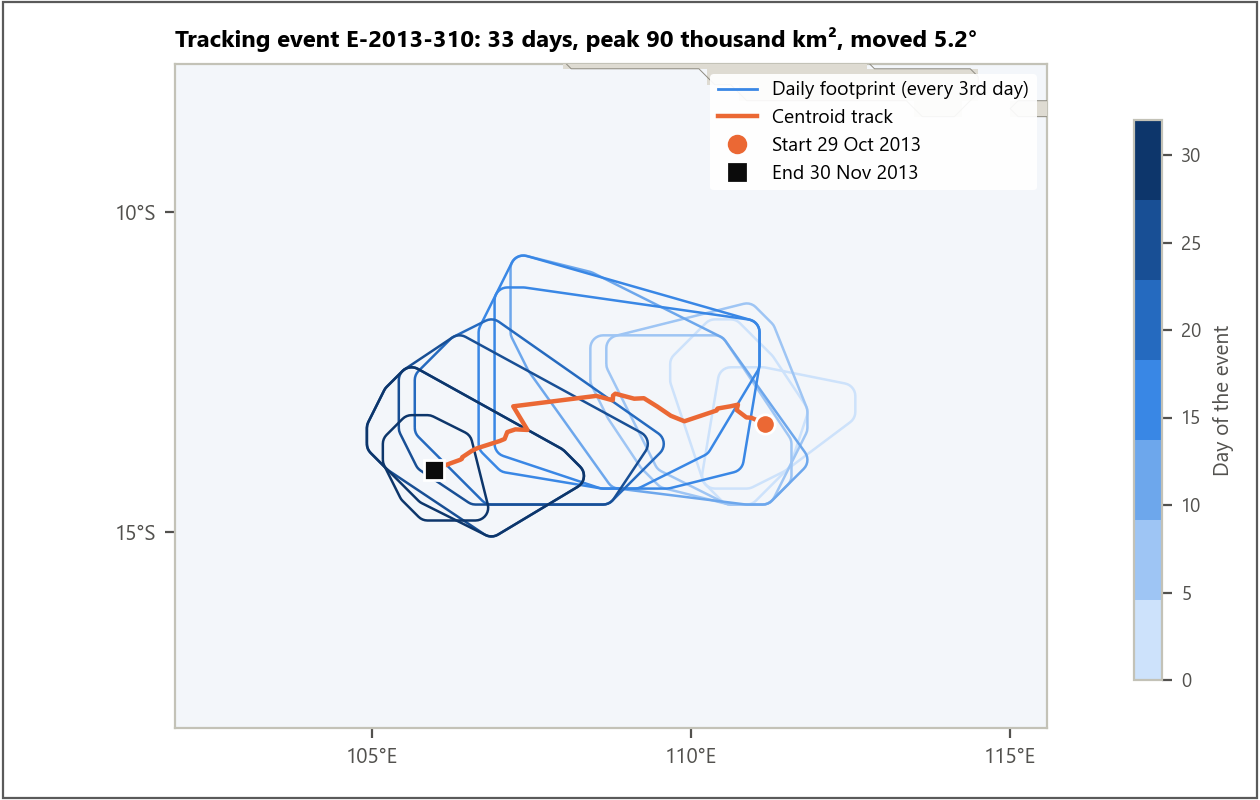 Tracking event E-2013-310: 33 days, peak 90 thousand km², moved 5.2°
Daily footprint (every 3rd day)
Centroid track
Start 29 Oct 2013
End 30 Nov 2013
10°S
15°S
105°E
110°E
115°E
30
25
20
15
10
5
0
Day of the event